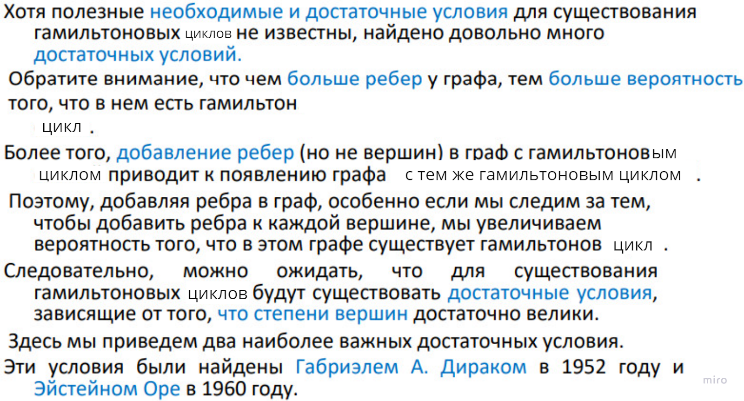 Хотя полезные необходимые и достаточные условия для существования
гамильтоновых циклов не известны, найдено довольно много
достаточных условий.
Обратите внимание, что чем больше ребер у графа, тем больше вероятность
того, что в нем есть гамильтон
цикл .
Более того, добавление ребер (но не вершин) в граф с гамильтоновым
циклом приводит к появлению графа с тем же гамильтоновым циклом .
Поэтому, добавляя ребра в граф, особенно если мы следим за тем,
чтобы добавить ребра к каждой вершине, мы увеличиваем
вероятность того, что в этом графе существует гамильтонов цикл .
Следовательно, можно ожидать, что для существования
гамильтоновых циклов будут существовать достаточные условия,
зависящие от того, что степени вершин достаточно велики.
Здесь мы приведем два наиболее важных достаточных условия.
Эти условия были найдены Габриэлем А. Дираком в 1952 году и
Эйстейном Оре в 1960 году.
miro